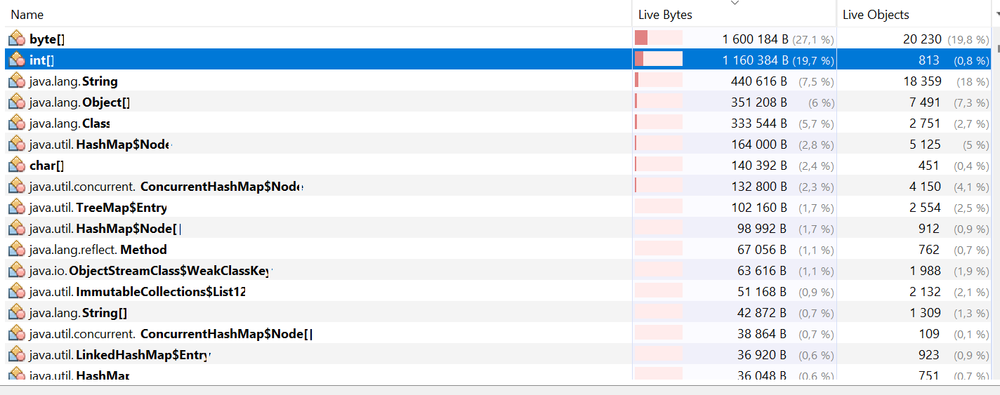 Name Live Bytes Live Objects
byte[] 1 600 184 B (27,1 %) 20 230 (19,8 %)
int[] 1 160 384 B (19,7 %) 813 (0,8 %)
java.lang.String 440 616 B (7,5 %) 18 359 (18 %)
java.lang.Object[] 351 208 B (6 %) 7 491 (7,3 %)
java.lang.Class 333 544 B (5,7 %) 2 751 (2,7 %)
java.util.HashMap$Node 164 000 B (2,8 %) 5 125 (5 %)
char[] 140 392 B (2,4 %) 451 (0,4 %)
java.util.concurrent.ConcurrentHashMap$Node 132 800 B (2,3 %) 4 150 (4,1 %)
java.util.TreeMap$Entry 102 160 B (1,7 %) 2 554 (2,5 %)
java.util.HashMap$Node[] 98 992 B (1,7 %) 912 (0,9 %)
java.lang.reflect.Method 67 056 B (1,1 %) 762 (0,7 %)
java.io.ObjectStreamClass$WeakClassKey 63 616 B (1,1 %) 1 988 (1,9 %)
java.util.ImmutableCollections$List12 51 168 B (0,9 %) 2 132 (2,1 %)
java.lang.String[] 42 872 B (0,7 %) 1 309 (1,3 %)
java.util.concurrent.ConcurrentHashMap$Node[] 38 864 B (0,7 %) 109 (0,1 %)
java.util.LinkedHashMap$Entry 36 920 B (0,6 %) 923 (0,9 %)
java.util.HashMap 36 048 B (0,6 %) 751 (0,7 %)